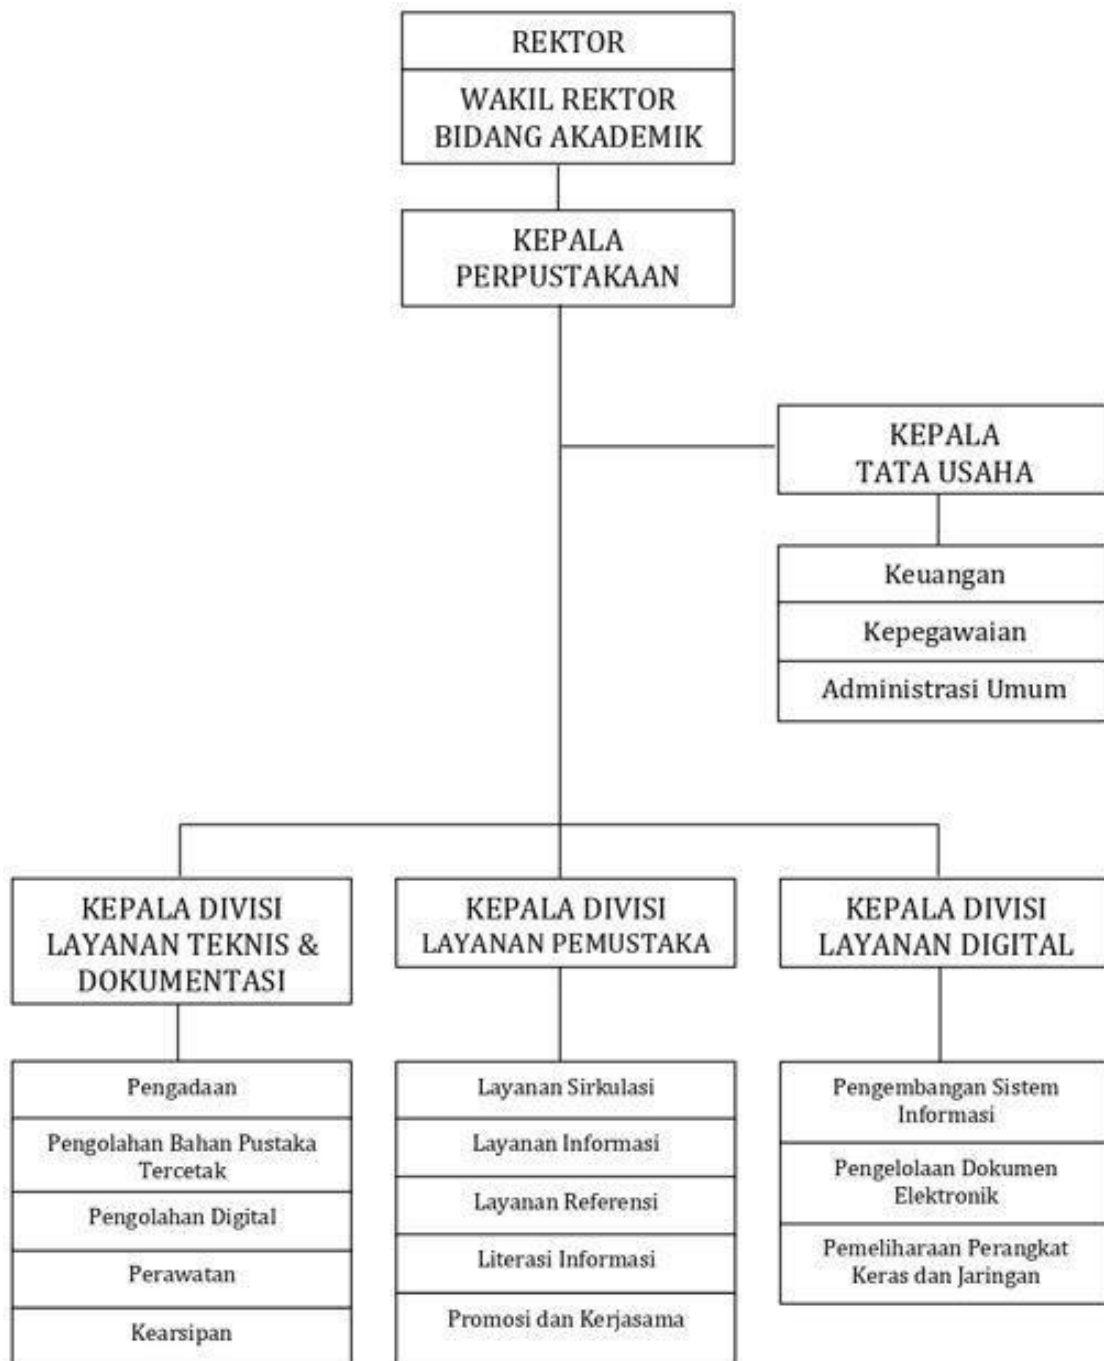 REKTOR
WAKIL REKTOR
BIDANG AKADEMIK
KEPALA
PERPUSTAKAAN
KEPALA
TATA USAHA
Keuangan
Kepegawaian
Administrasi Umum
KEPALA DIVISI
LAYANAN TEKNIS &
DOKUMENTASI
Pengadaan
Pengolahan Bahan Pustaka
Tercetak
Pengolahan Digital
Perawatan
Kearsipan
KEPALA DIVISI
LAYANAN PEMUSTAKA
Layanan Sirkulasi
Layanan Informasi
Layanan Referensi
Literasi Informasi
Promosi dan Kerjasama
KEPALA DIVISI
LAYANAN DIGITAL
Pengembangan Sistem
Informasi
Pengelolaan Dokumen
Elektronik
Pemeliharaan Perangkat
Keras dan Jaringan